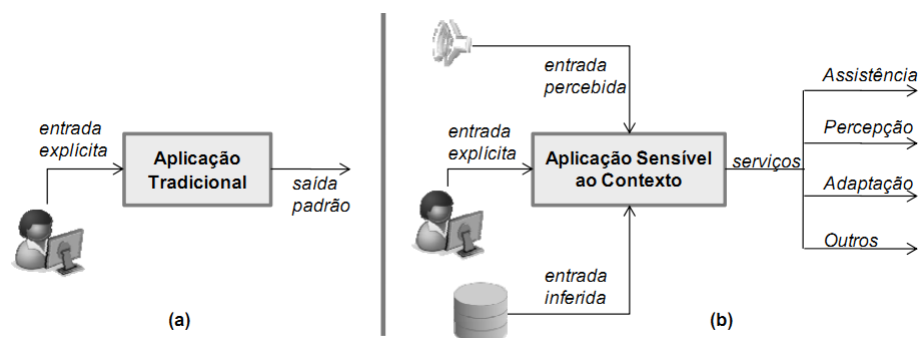 entrada
explícita
Aplicação
Tradicional
saída
padrão
(a)
entrada
percebida
entrada
explícita
Aplicação Sensível
ao Contexto
entrada
inferida
serviços
Assistência
Percepção
Adaptação
Outros
(b)